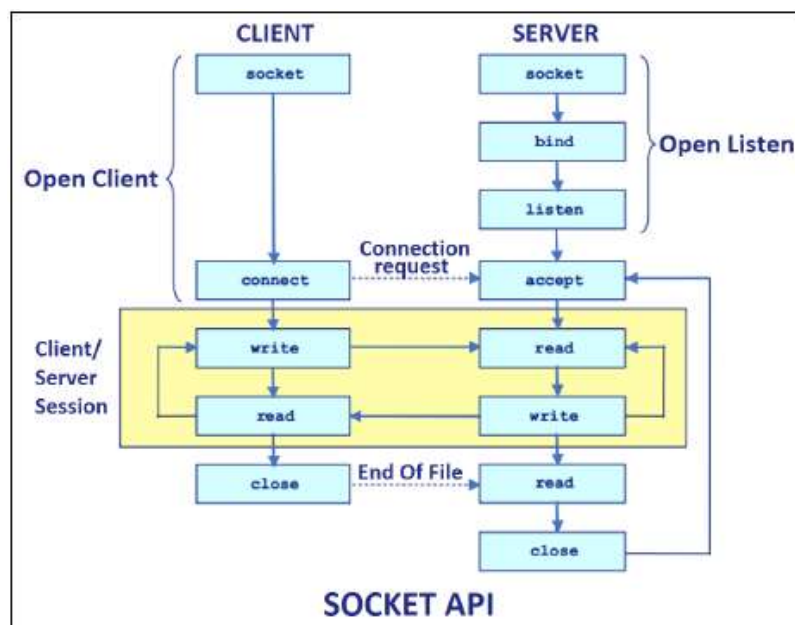 CLIENT
SERVER
socket
socket
bind
Open Listen
Open Client
listen
Connection
request
connect
accept
Client/
Server
Session
write
read
read
write
close
End Of File
read
close
SOCKET API